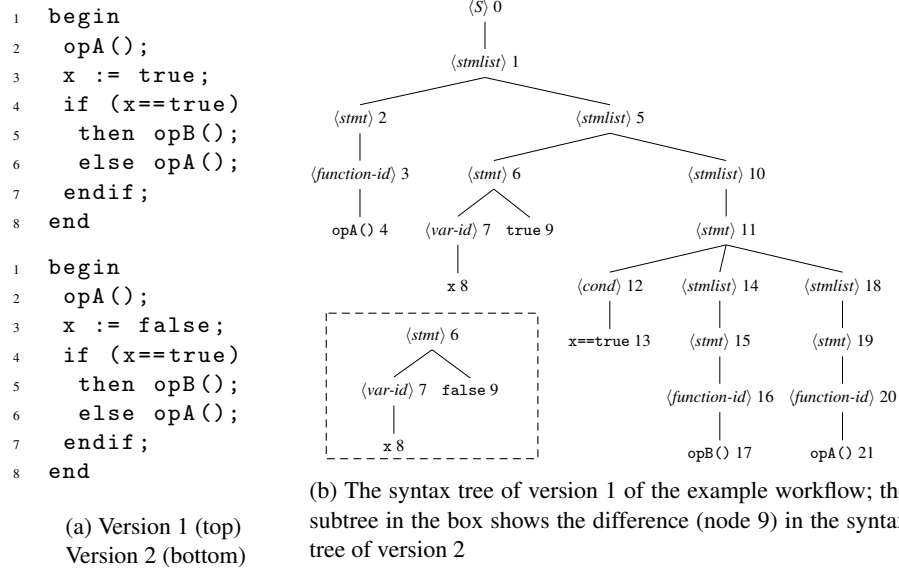 1 begin
2 opA();
3 x := true;
4 if (x==true)
5 then opB();
6 else opA();
7 endif;
8 end
1 begin
2 opA();
3 x := false;
4 if (x==true)
5 then opB();
6 else opA();
7 endif;
8 end
(a) Version 1 (top)
Version 2 (bottom)
⟨S⟩ 0
⟨stmlist⟩ 1
⟨stmt⟩ 2 ⟨stmlist⟩ 5
⟨function-id⟩ 3 ⟨stmt⟩ 6 ⟨stmlist⟩ 10
opA() 4 ⟨var-id⟩ 7 true 9 ⟨stmt⟩ 11
x 8 ⟨cond⟩ 12 ⟨stmlist⟩ 14 ⟨stmlist⟩ 18
x==true 13 ⟨stmt⟩ 15 ⟨stmt⟩ 19
⟨function-id⟩ 16 ⟨function-id⟩ 20
opB() 17 opA() 21
⟨stmt⟩ 6
⟨var-id⟩ 7 false 9
x 8
(b) The syntax tree of version 1 of the example workflow; the
subtree in the box shows the difference (node 9) in the syntax
tree of version 2